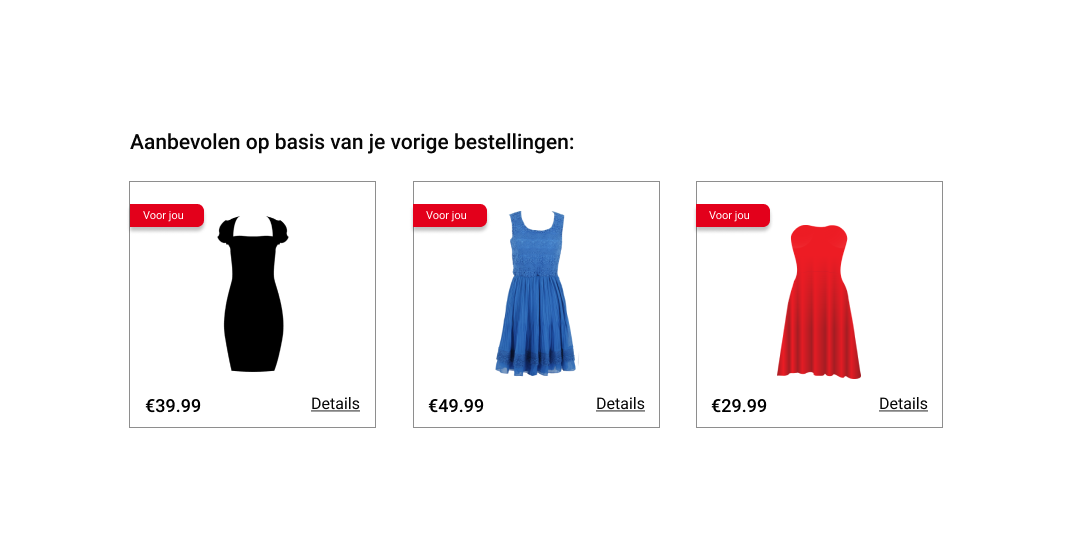 Aanbevolen op basis van je vorige bestellingen:
Voor jou
€39.99
Details
Voor jou
€49.99
Details
Voor jou
€29.99
Details